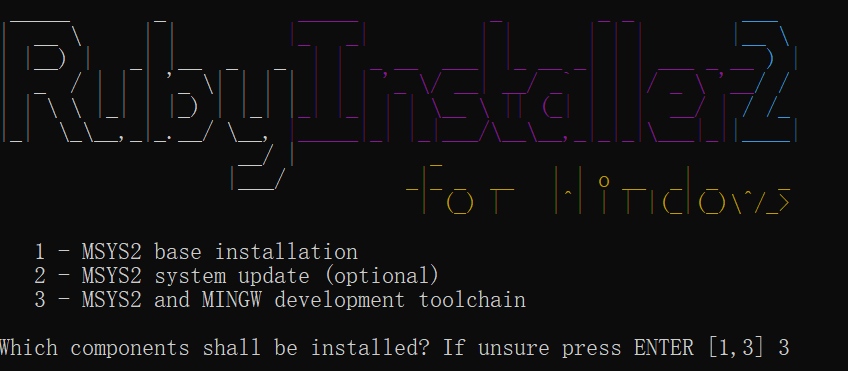 RubyInstaller2
for Windows
1 - MSYS2 base installation
2 - MSYS2 system update (optional)
3 - MSYS2 and MINGW development toolchain
Which components shall be installed? If unsure press ENTER [1,3] 3